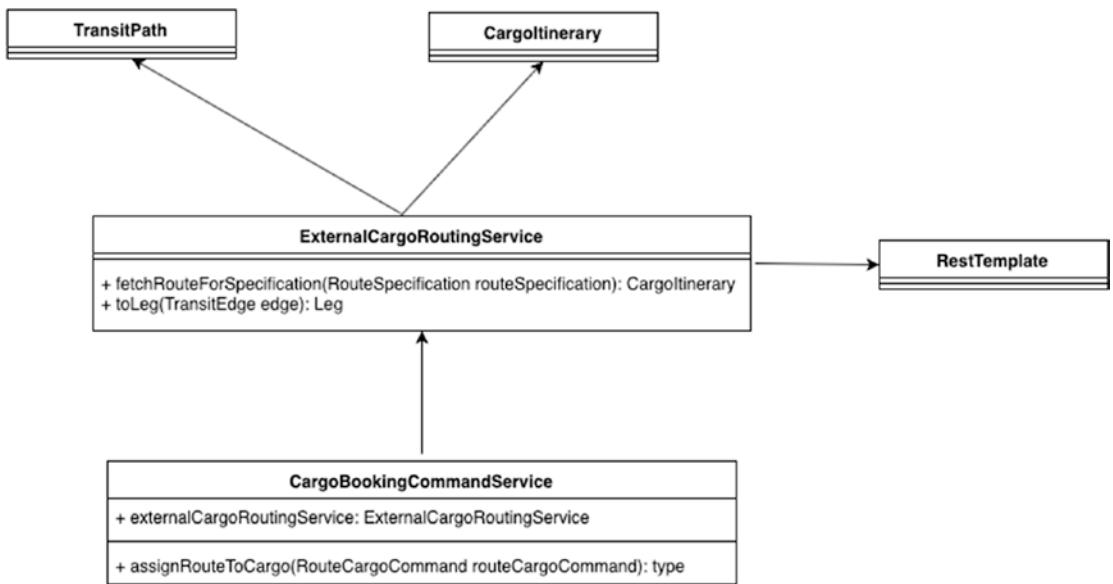 TransitPath
CargoItinerary
ExternalCargoRoutingService
+ fetchRouteForSpecification(RouteSpecification routeSpecification): CargoItinerary
+ toLeg(TransitEdge edge): Leg
RestTemplate
CargoBookingCommandService
+ externalCargoRoutingService: ExternalCargoRoutingService
+ assignRouteToCargo(RouteCargoCommand routeCargoCommand): type